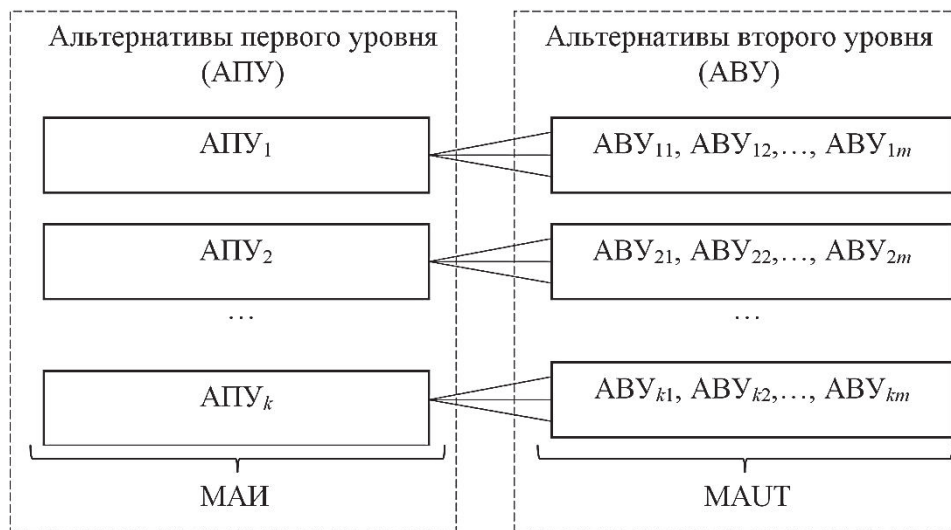 Альтернативы первого уровня
(АПУ)
АПУ₁
АПУ₂
…
АПУₖ
МАИ
Альтернативы второго уровня
(АВУ)
АВУ₁₁, АВУ₁₂,…, АВУ₁ₘ
АВУ₂₁, АВУ₂₂,…, АВУ₂ₘ
…
АВУₖ₁, АВУₖ₂,…, АВУₖₘ
MAUT